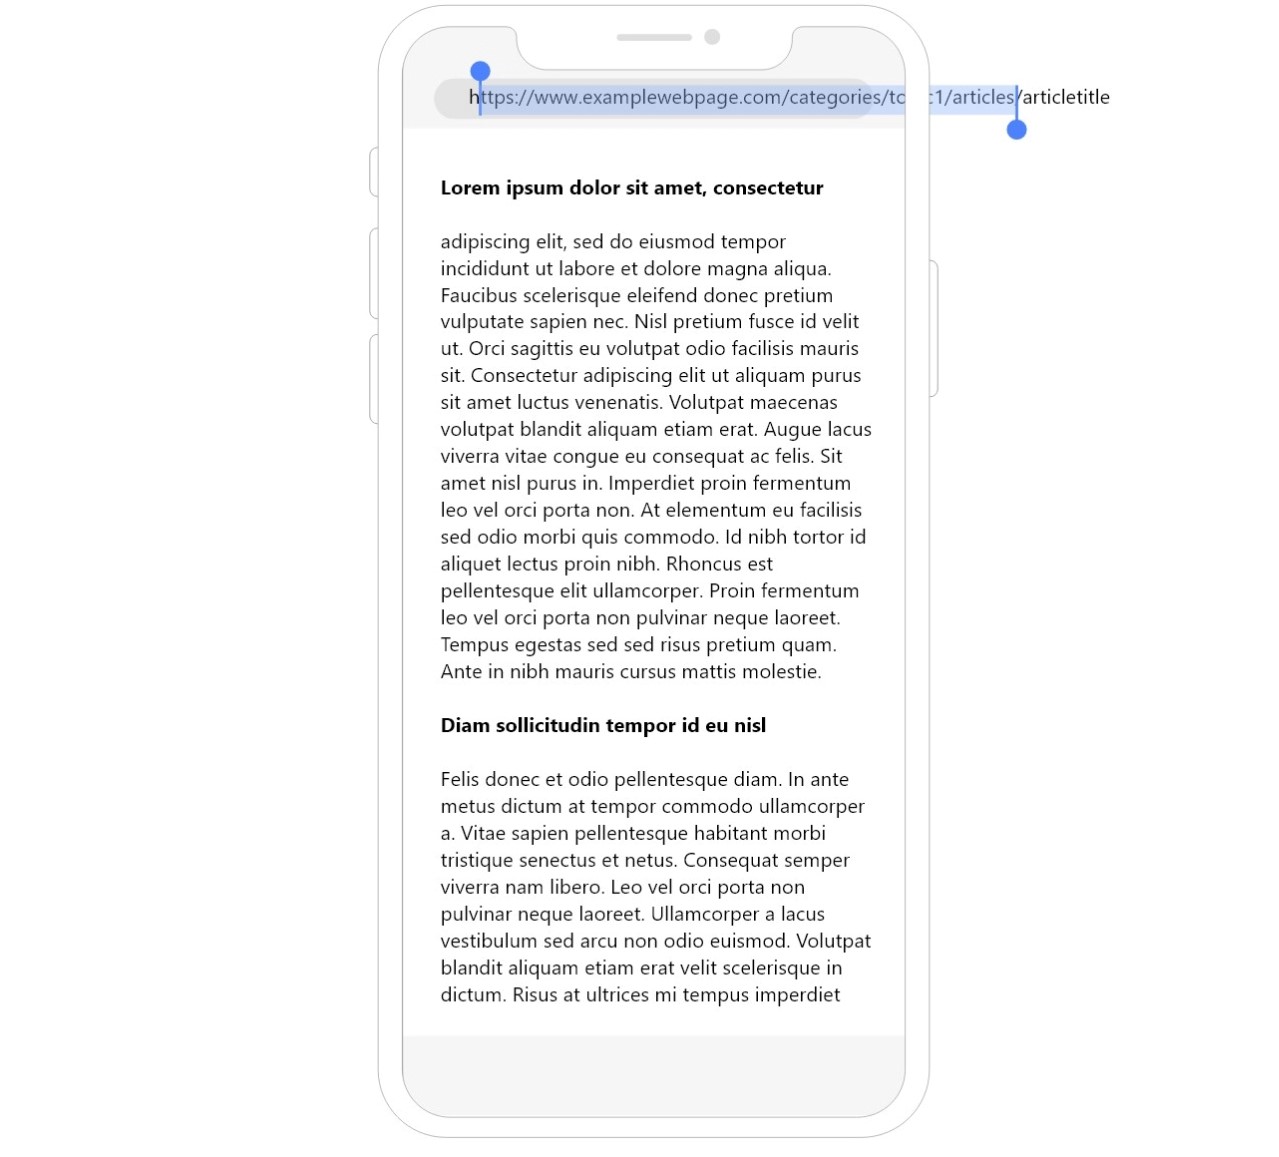 https://www.examplewebpage.com/categories/to c1/articles/articletitle
Lorem ipsum dolor sit amet, consectetur
adipiscing elit, sed do eiusmod tempor
incididunt ut labore et dolore magna aliqua.
Faucibus scelerisque eleifend donec pretium
vulputate sapien nec. Nisl pretium fusce id velit
ut. Orci sagittis eu volutpat odio facilisis mauris
sit. Consectetur adipiscing elit ut aliquam purus
sit amet luctus venenatis. Volutpat maecenas
volutpat blandit aliquam etiam erat. Augue lacus
viverra vitae congue eu consequat ac felis. Sit
amet nisl purus in. Imperdiet proin fermentum
leo vel orci porta non. At elementum eu facilisis
sed odio morbi quis commodo. Id nibh tortor id
aliquet lectus proin nibh. Rhoncus est
pellentesque elit ullamcorper. Proin fermentum
leo vel orci porta non pulvinar neque laoreet.
Tempus egestas sed sed risus pretium quam.
Ante in nibh mauris cursus mattis molestie.
Diam sollicitudin tempor id eu nisl
Felis donec et odio pellentesque diam. In ante
metus dictum at tempor commodo ullamcorper
a. Vitae sapien pellentesque habitant morbi
tristique senectus et netus. Consequat semper
viverra nam libero. Leo vel orci porta non
pulvinar neque laoreet. Ullamcorper a lacus
vestibulum sed arcu non odio euismod. Volutpat
blandit aliquam etiam erat velit scelerisque in
dictum. Risus at ultrices mi tempus imperdiet